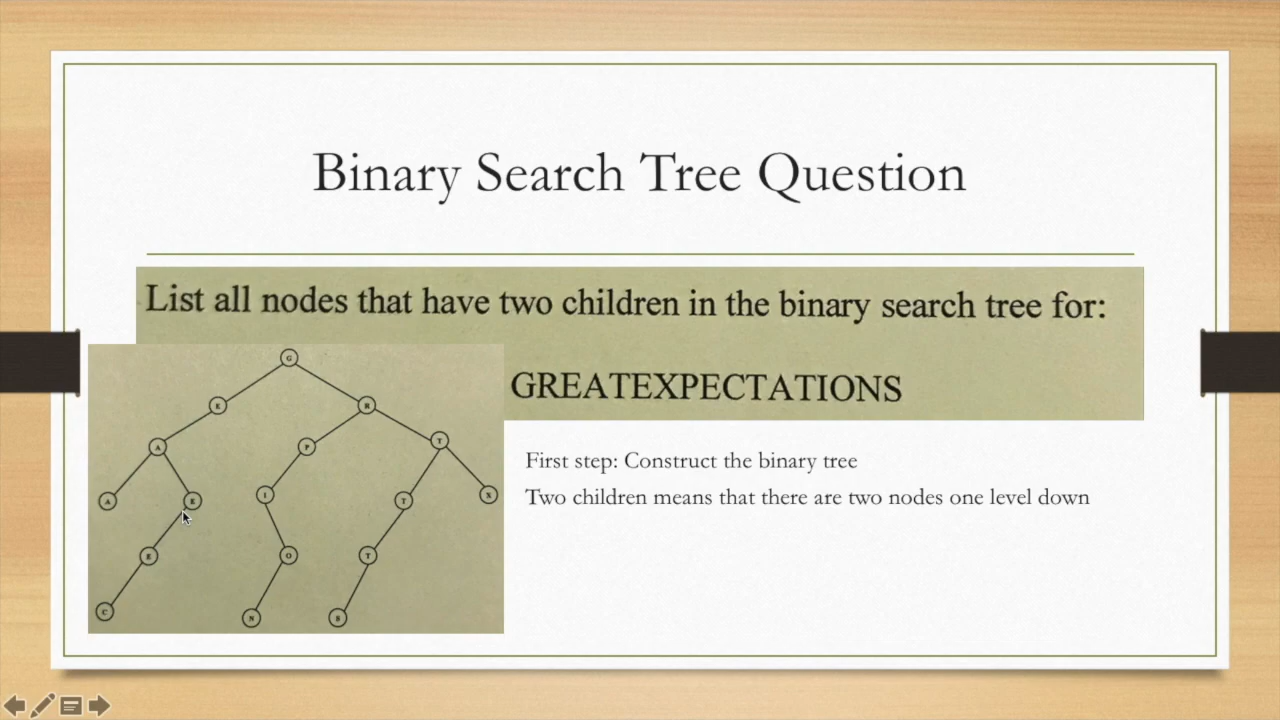 Binary Search Tree Question
List all nodes that have two children in the binary search tree for:
GREATEXPECTATIONS
First step: Construct the binary tree
Two children means that there are two nodes one level down
G
E R
A P T
A E I T X
E O T
C N S